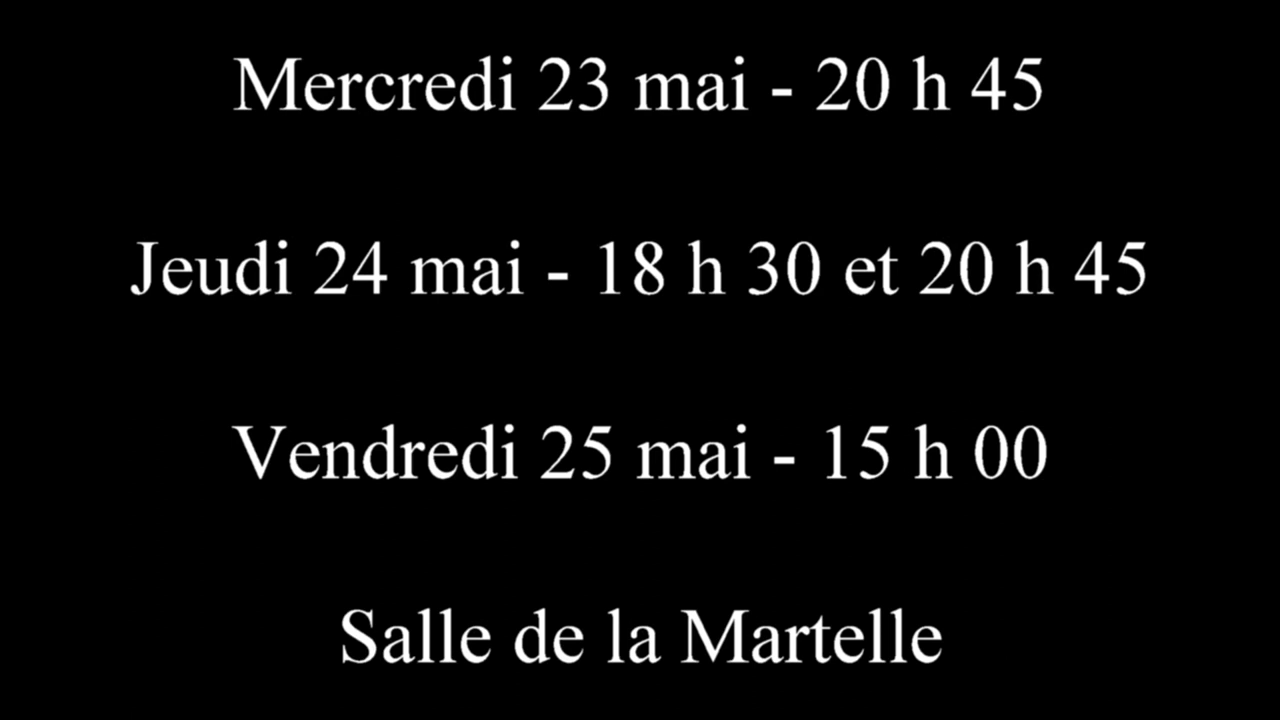 Mercredi 23 mai - 20 h 45
Jeudi 24 mai - 18 h 30 et 20 h 45
Vendredi 25 mai - 15 h 00
Salle de la Martelle